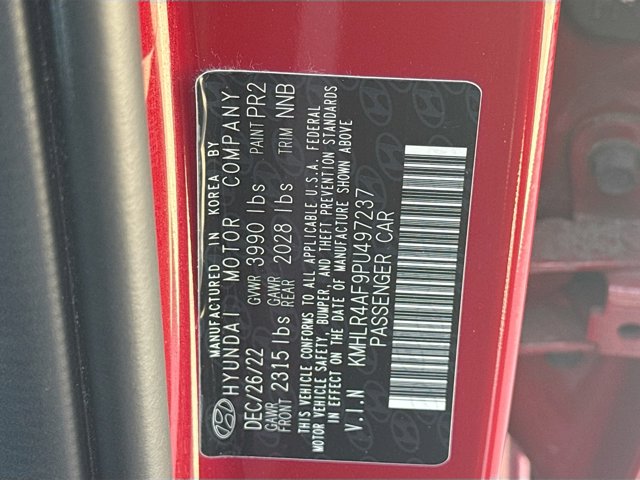 MANUFACTURED IN KOREA BY
HYUNDAI MOTOR COMPANY
DEC/26/22 GVWR 3990 lbs PAINT PR2
GAWR FRONT 2315 lbs GAWR REAR 2028 lbs TRIM NNB
THIS VEHICLE CONFORMS TO ALL APPLICABLE U.S.A. FEDERAL
MOTOR VEHICLE SAFETY, BUMPER, AND THEFT PREVENTION STANDARDS
IN EFFECT ON THE DATE OF MANUFACTURE SHOWN ABOVE
V.I.N KMHLR4AF9PU497237
PASSENGER CAR